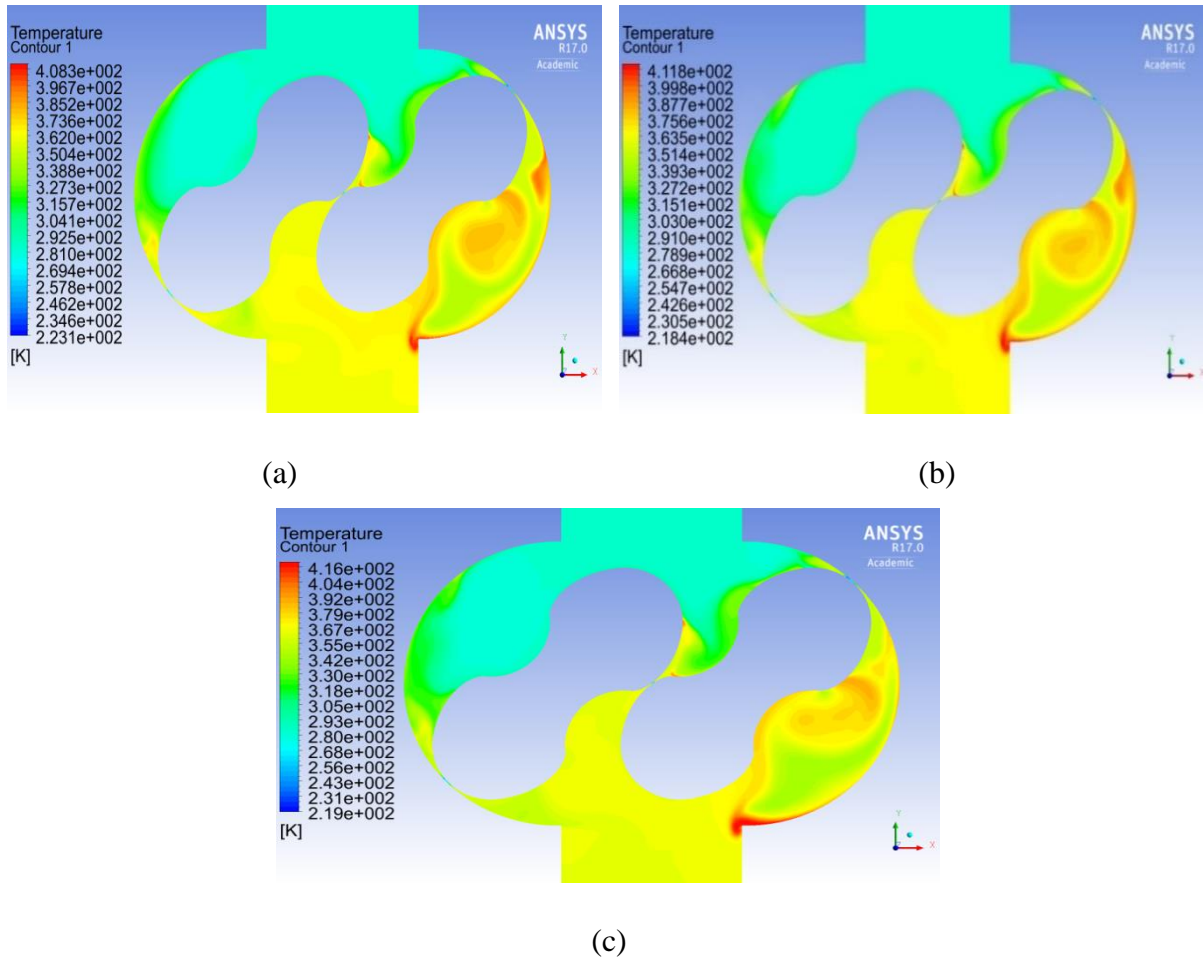 Temperature
Contour 1
4.083e+002
3.967e+002
3.852e+002
3.736e+002
3.620e+002
3.504e+002
3.388e+002
3.273e+002
3.157e+002
3.041e+002
2.925e+002
2.810e+002
2.694e+002
2.578e+002
2.462e+002
2.346e+002
2.231e+002
[K]
ANSYS
R17.0
Academic
Y
X
Z
(a)
Temperature
Contour 1
4.118e+002
3.998e+002
3.877e+002
3.756e+002
3.635e+002
3.514e+002
3.393e+002
3.272e+002
3.151e+002
3.030e+002
2.910e+002
2.789e+002
2.668e+002
2.547e+002
2.426e+002
2.305e+002
2.184e+002
[K]
ANSYS
R17.0
Academic
Y
X
Z
(b)
Temperature
Contour 1
4.16e+002
4.04e+002
3.92e+002
3.79e+002
3.67e+002
3.55e+002
3.42e+002
3.30e+002
3.18e+002
3.05e+002
2.93e+002
2.80e+002
2.68e+002
2.56e+002
2.43e+002
2.31e+002
2.19e+002
[K]
ANSYS
R17.0
Academic
Y
X
Z
(c)